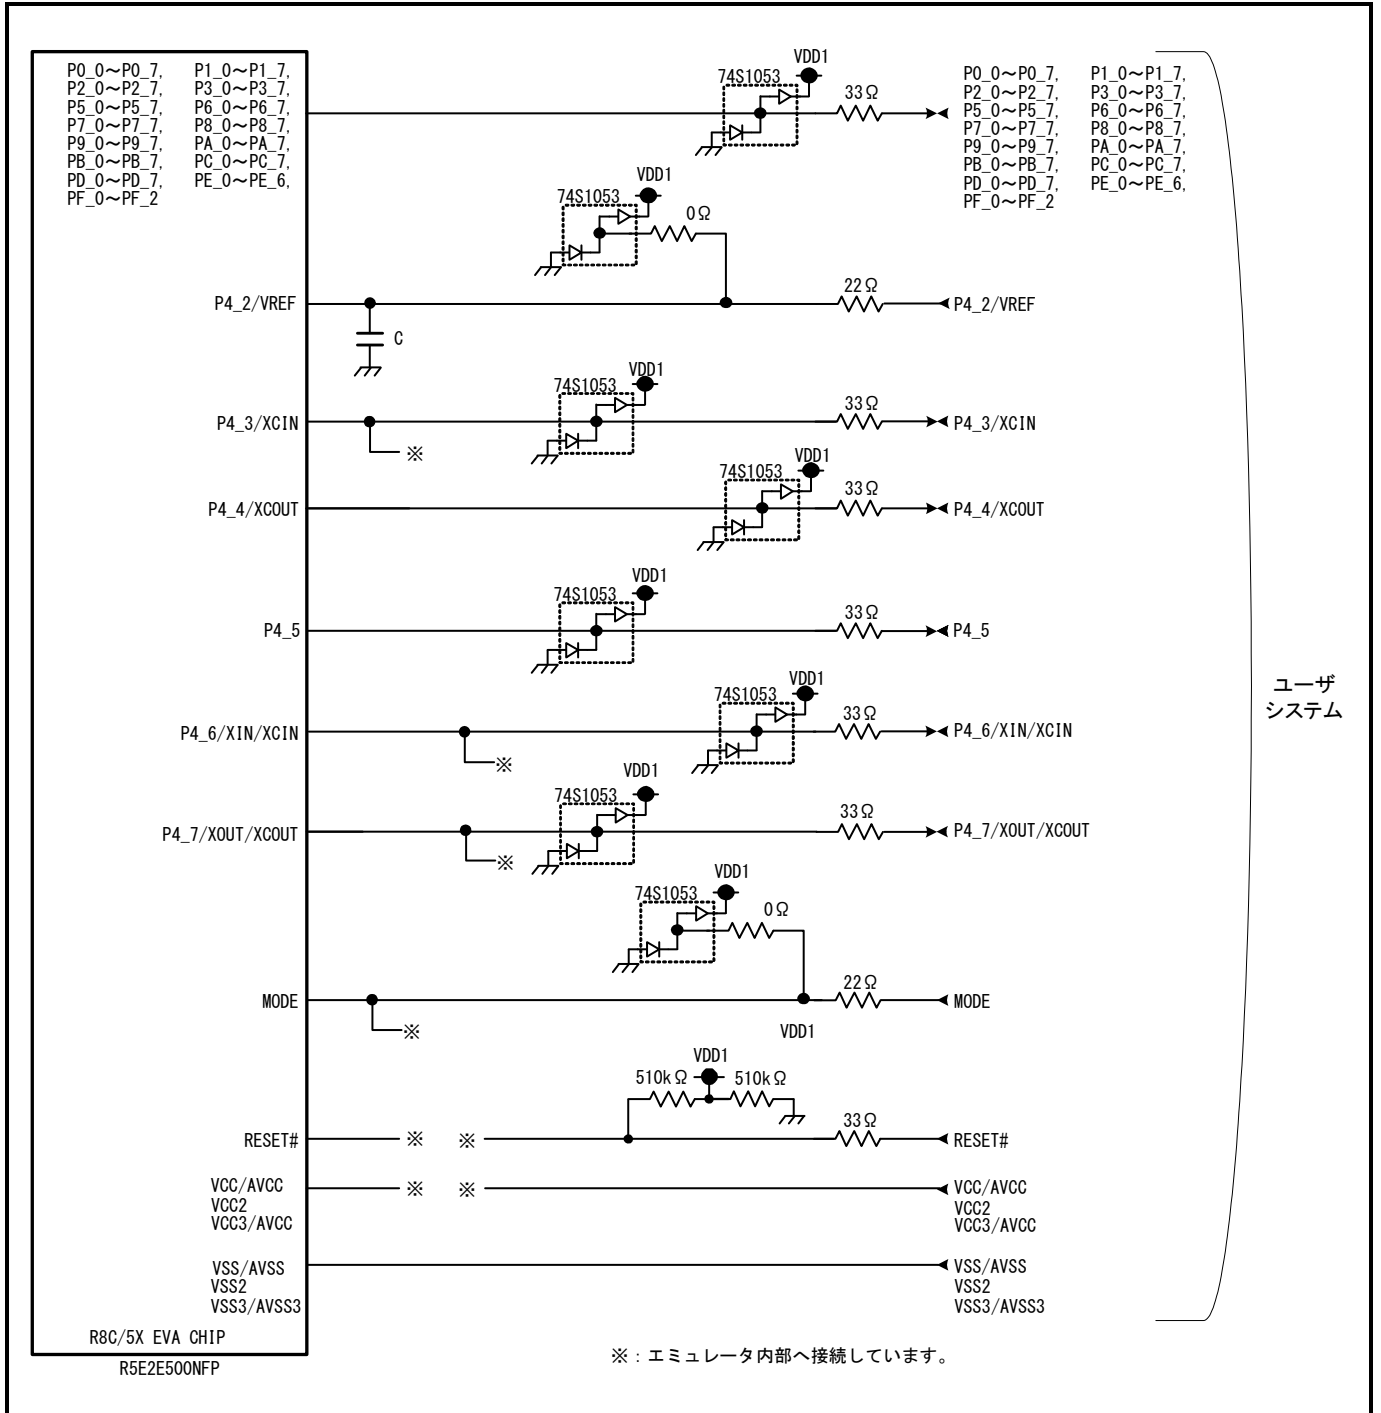 P0_0～P0_7, P1_0～P1_7,
P2_0～P2_7, P3_0～P3_7,
P5_0～P5_7, P6_0～P6_7,
P7_0～P7_7, P8_0～P8_7,
P9_0～P9_7, PA_0～PA_7,
PB_0～PB_7, PC_0～PC_7,
PD_0～PD_7, PE_0～PE_6,
PF_0～PF_2
74S1053
VDD1
33Ω
P0_0～P0_7, P1_0～P1_7,
P2_0～P2_7, P3_0～P3_7,
P5_0～P5_7, P6_0～P6_7,
P7_0～P7_7, P8_0～P8_7,
P9_0～P9_7, PA_0～PA_7,
PB_0～PB_7, PC_0～PC_7,
PD_0～PD_7, PE_0～PE_6,
PF_0～PF_2
74S1053
VDD1
0Ω
P4_2/VREF
C
22Ω
P4_2/VREF
74S1053
VDD1
P4_3/XCIN
※
33Ω
P4_3/XCIN
74S1053
VDD1
P4_4/XCOUT
33Ω
P4_4/XCOUT
74S1053
VDD1
P4_5
33Ω
P4_5
74S1053
VDD1
P4_6/XIN/XCIN
※
33Ω
P4_6/XIN/XCIN
74S1053
VDD1
P4_7/XOUT/XCOUT
※
33Ω
P4_7/XOUT/XCOUT
74S1053
VDD1
0Ω
MODE
※
22Ω
MODE
VDD1
VDD1
510kΩ
510kΩ
RESET#
※
※
33Ω
RESET#
VCC/AVCC
VCC2
VCC3/AVCC
※
※
VCC/AVCC
VCC2
VCC3/AVCC
VSS/AVSS
VSS2
VSS3/AVSS3
VSS/AVSS
VSS2
VSS3/AVSS3
ユーザ
システム
R8C/5X EVA CHIP
R5E2E500NFP
※：エミュレータ内部へ接続しています。